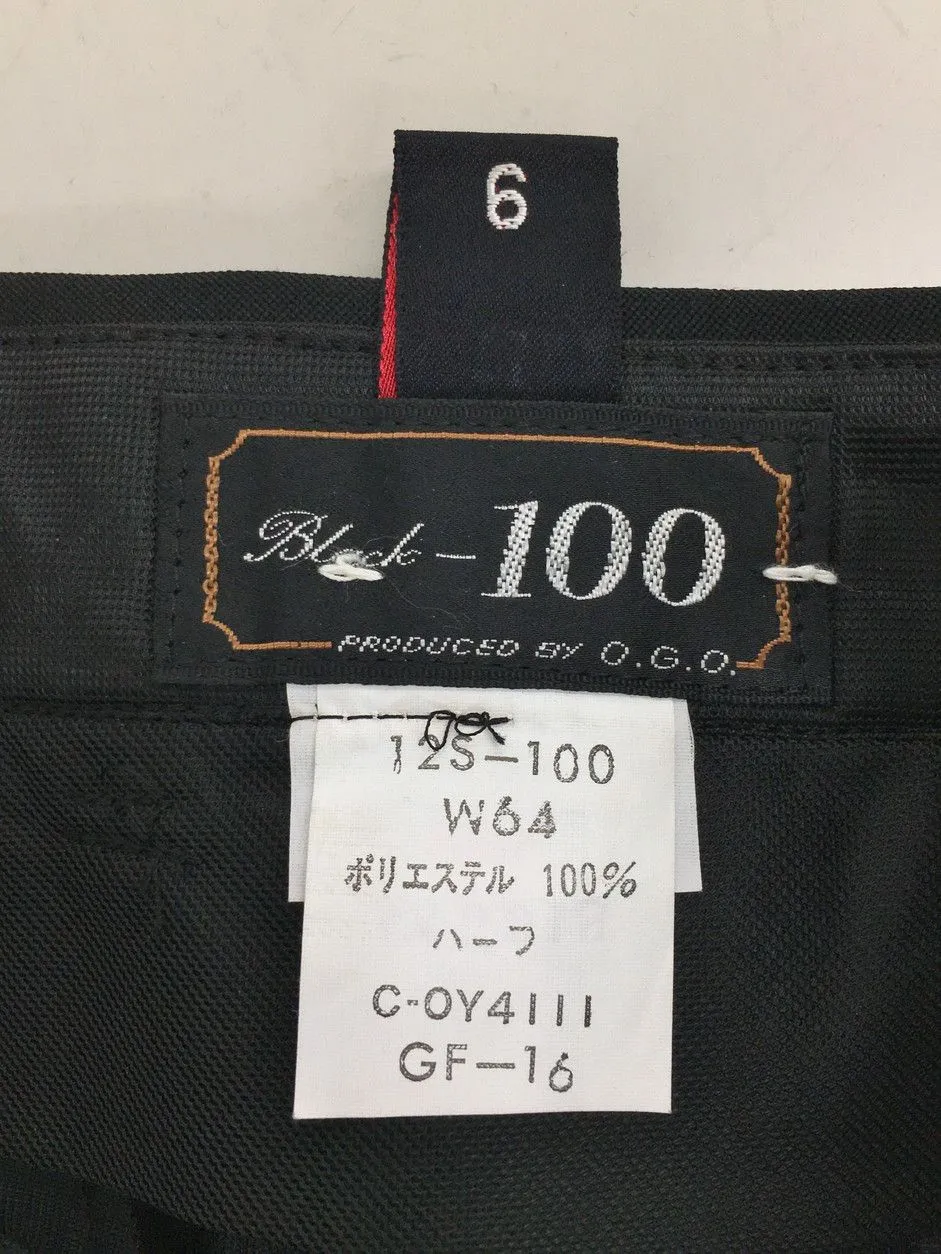 6
Black-100
PRODUCED BY O.G.O.
12S-100
W64
ポリエステル 100%
ハーフ
C-OY4111
GF-16